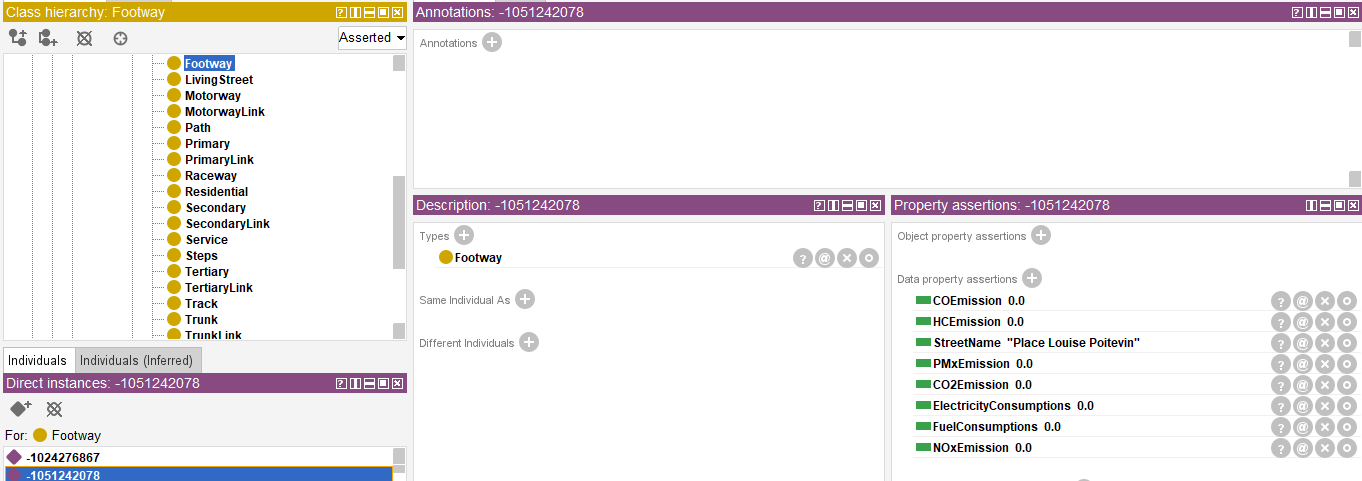 Class hierarchy: Footway
Asserted
Footway
LivingStreet
Motorway
MotorwayLink
Path
Primary
PrimaryLink
Raceway
Residential
Secondary
SecondaryLink
Service
Steps
Tertiary
TertiaryLink
Track
Trunk
TrunkLink
Individuals Individuals (Inferred)
Direct instances: -1051242078
For: Footway
-1024276867
-1051242078
Annotations: -1051242078
Annotations
Description: -1051242078
Types
Footway
Same Individual As
Different Individuals
Property assertions: -1051242078
Object property assertions
Data property assertions
COEmission 0.0
HCEmission 0.0
StreetName "Place Louise Poitevin"
PMxEmission 0.0
CO2Emission 0.0
ElectricityConsumptions 0.0
FuelConsumptions 0.0
NOxEmission 0.0